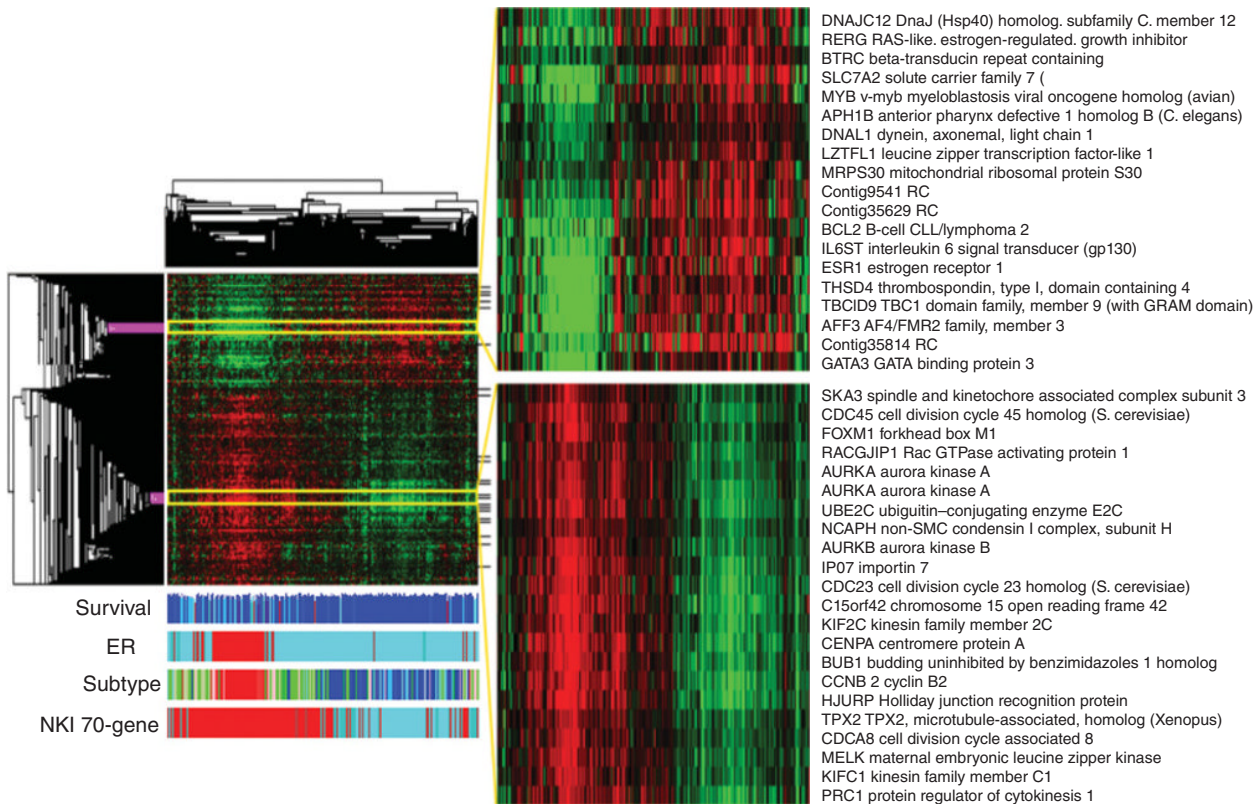 DNAJC12 DnaJ (Hsp40) homolog. subfamily C. member 12
RERG RAS-like. estrogen-regulated. growth inhibitor
BTRC beta-transducin repeat containing
SLC7A2 solute carrier family 7 (
MYB v-myb myeloblastosis viral oncogene homolog (avian)
APH1B anterior pharynx defective 1 homolog B (C. elegans)
DNAL1 dynein, axonemal, light chain 1
LZTFL1 leucine zipper transcription factor-like 1
MRPS30 mitochondrial ribosomal protein S30
Contig9541 RC
Contig35629 RC
BCL2 B-cell CLL/lymphoma 2
IL6ST interleukin 6 signal transducer (gp130)
ESR1 estrogen receptor 1
THSD4 thrombospondin, type I, domain containing 4
TBCID9 TBC1 domain family, member 9 (with GRAM domain)
AFF3 AF4/FMR2 family, member 3
Contig35814 RC
GATA3 GATA binding protein 3
SKA3 spindle and kinetochore associated complex subunit 3
CDC45 cell division cycle 45 homolog (S. cerevisiae)
FOXM1 forkhead box M1
RACGJIP1 Rac GTPase activating protein 1
AURKA aurora kinase A
AURKA aurora kinase A
UBE2C ubiguitin–conjugating enzyme E2C
NCAPH non-SMC condensin I complex, subunit H
AURKB aurora kinase B
IP07 importin 7
CDC23 cell division cycle 23 homolog (S. cerevisiae)
C15orf42 chromosome 15 open reading frame 42
KIF2C kinesin family member 2C
CENPA centromere protein A
BUB1 budding uninhibited by benzimidazoles 1 homolog
CCNB 2 cyclin B2
HJURP Holliday junction recognition protein
TPX2 TPX2, microtubule-associated, homolog (Xenopus)
CDCA8 cell division cycle associated 8
MELK maternal embryonic leucine zipper kinase
KIFC1 kinesin family member C1
PRC1 protein regulator of cytokinesis 1
Survival
ER
Subtype
NKI 70-gene